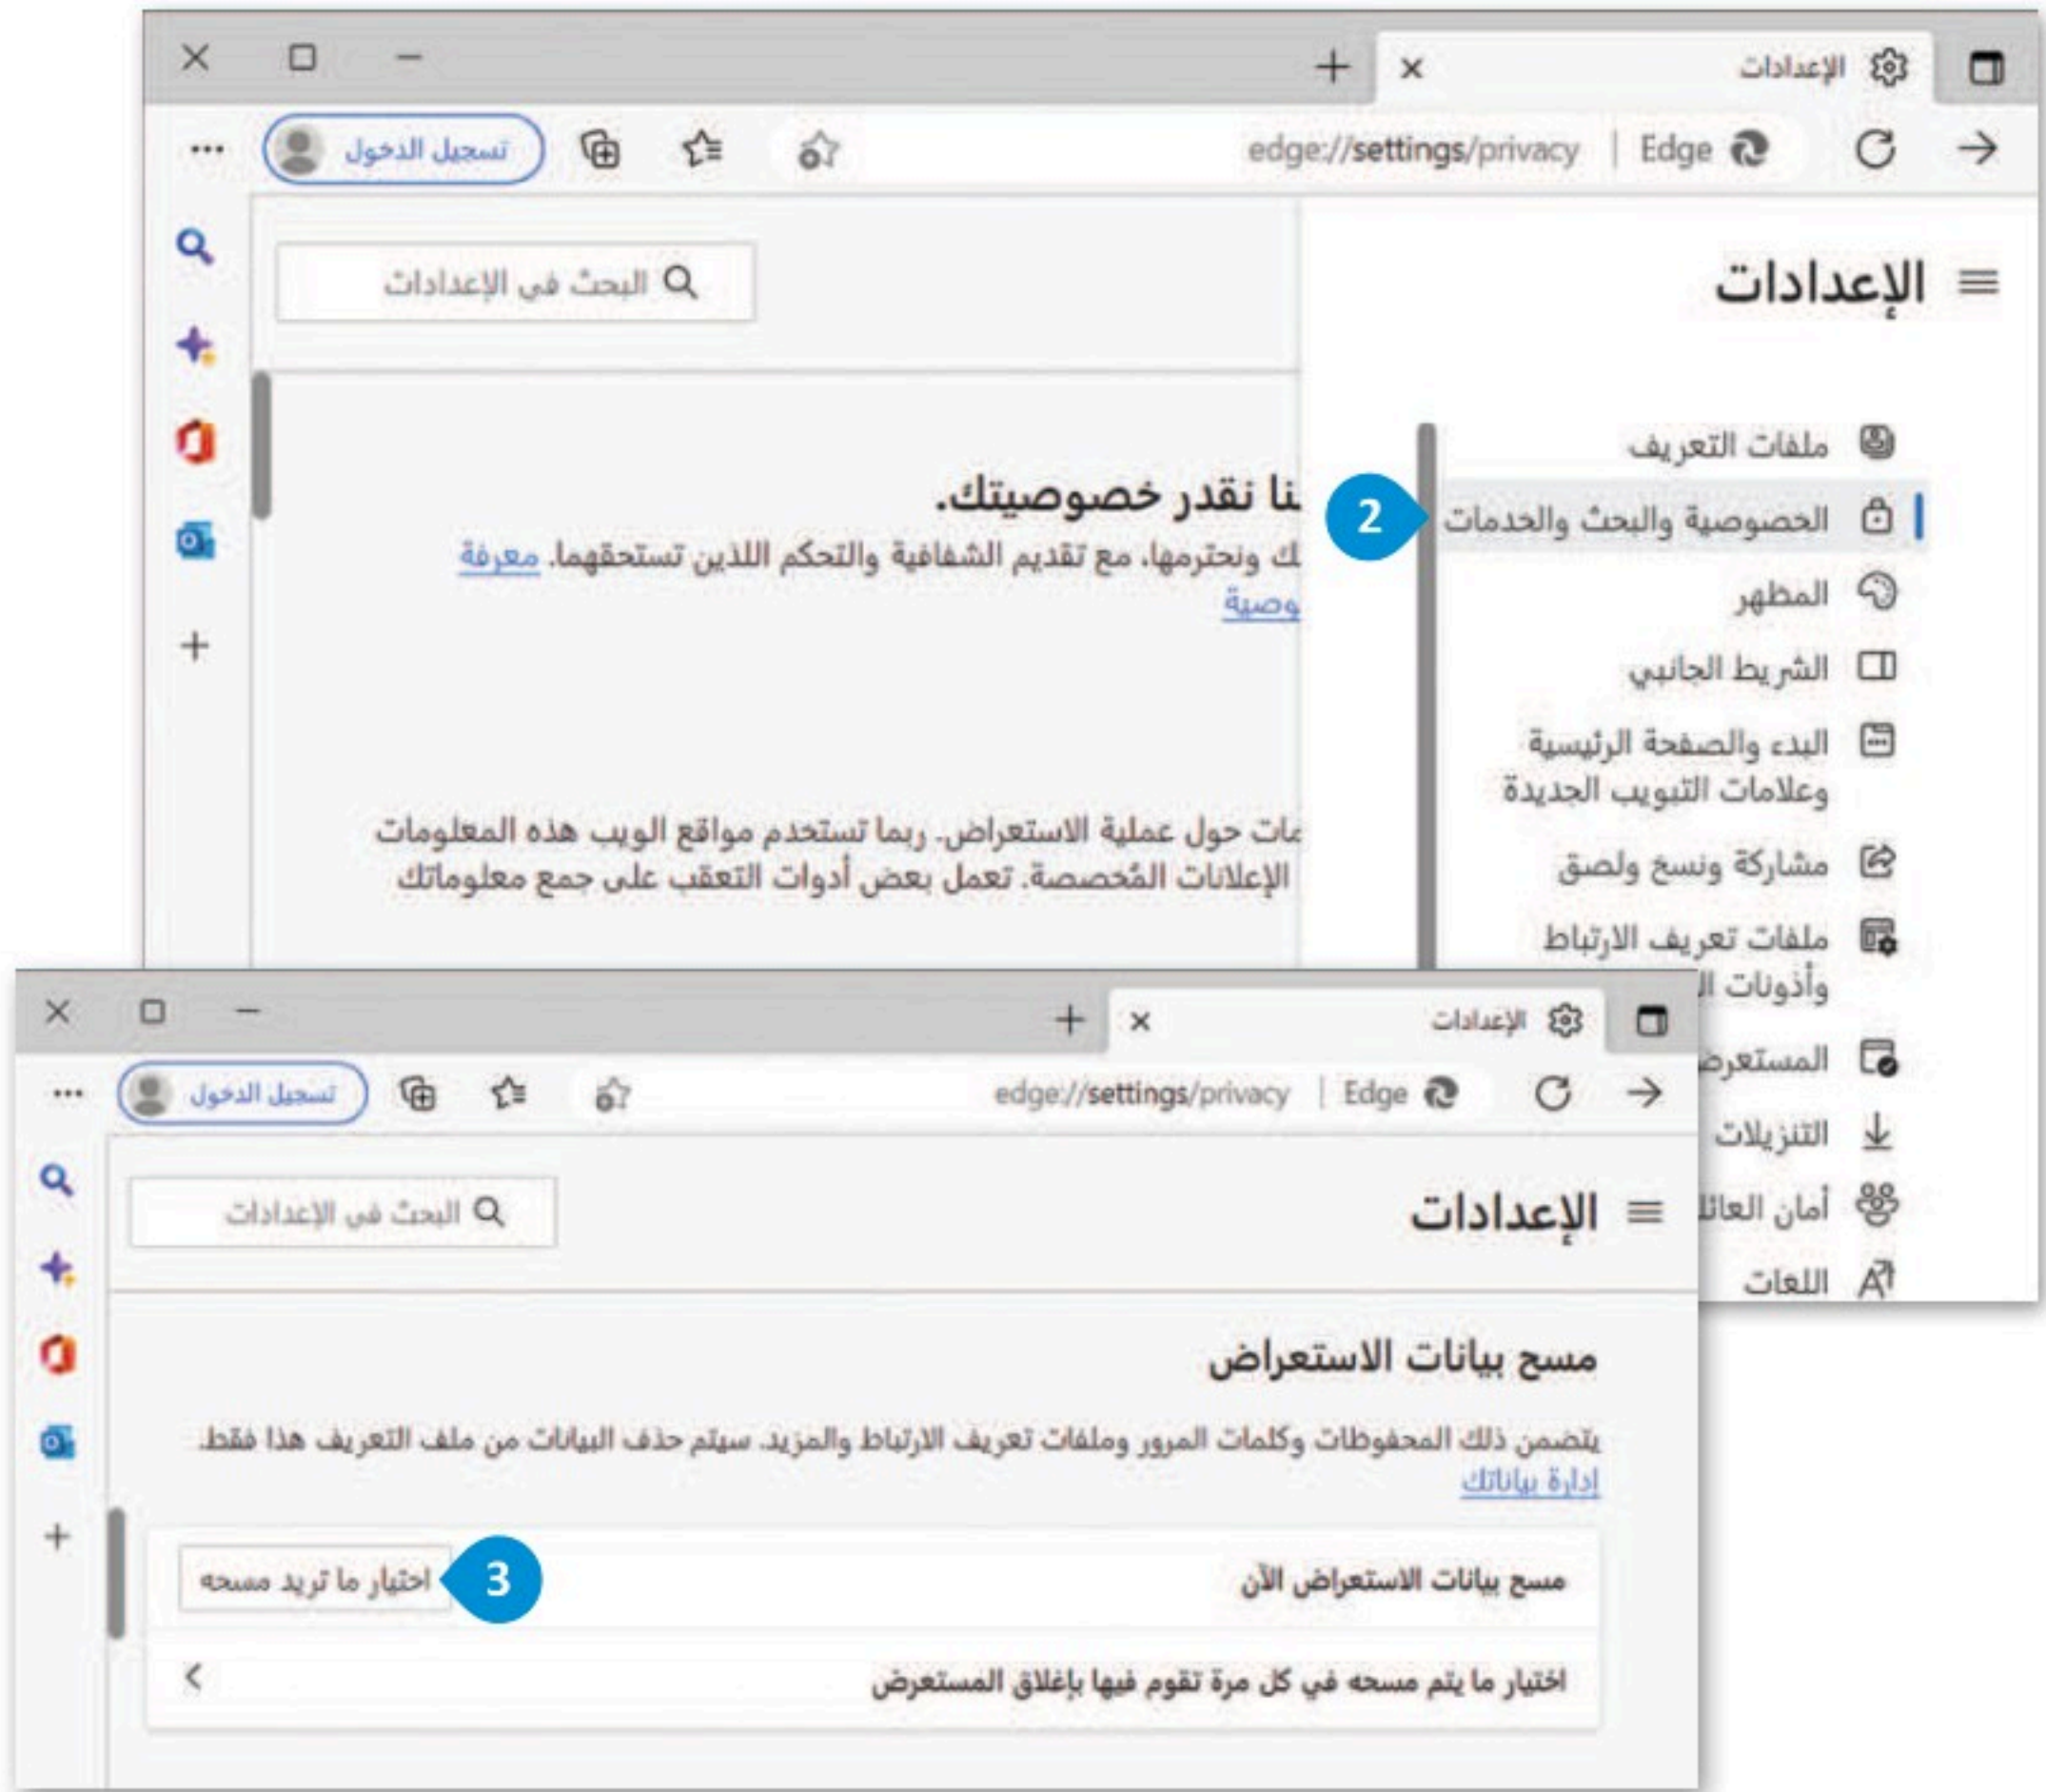 الإعدادات
edge://settings/privacy | Edge
تسجيل الدخول
الإعدادات
البحث في الإعدادات
ملفات التعريف
2
الخصوصية والبحث والخدمات
المظهر
الشريط الجانبي
البدء والصفحة الرئيسية
وعلامات التبويب الجديدة
مشاركة ونسخ ولصق
ملفات تعريف الارتباط
وأذونات
المستعرض
التنزيلات
أمان
اللغات
نقدر خصوصيتك.
ونحترمها، مع تقديم الشفافية والتحكم اللذين تستحقهما. معرفة
حول عملية الاستعراض. ربما تستخدم مواقع الويب هذه المعلومات
الإعلانات المُخصصة. تعمل بعض أدوات التعقب على جمع معلوماتك
الإعدادات
edge://settings/privacy | Edge
تسجيل الدخول
الإعدادات
البحث في الإعدادات
مسح بيانات الاستعراض
يتضمن ذلك المحفوظات وكلمات المرور وملفات تعريف الارتباط والمزيد. سيتم حذف البيانات من ملف التعريف هذا فقط.
إدارة بياناتك
مسح بيانات الاستعراض الآن
3
اختيار ما تريد مسحه
اختيار ما يتم مسحه في كل مرة تقوم فيها بإغلاق المستعرض